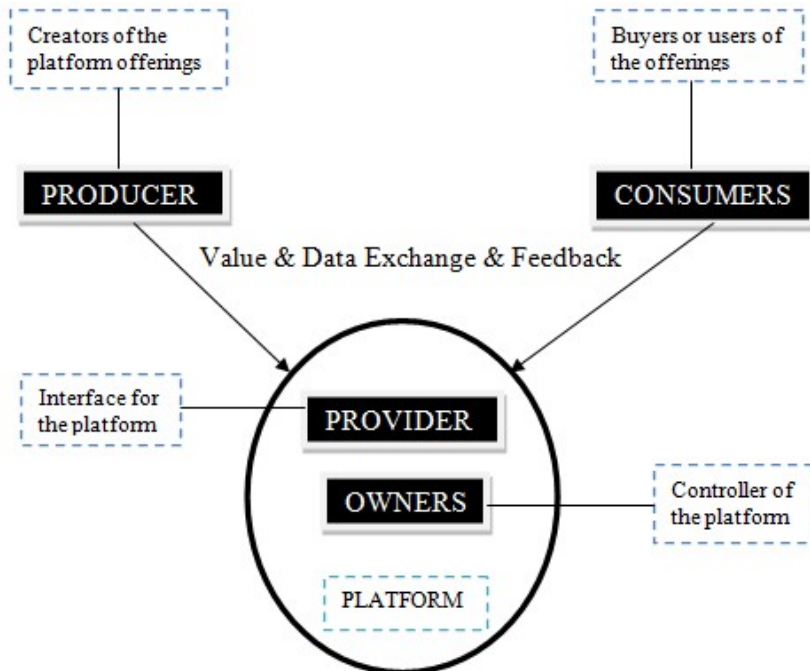 Creators of the
platform offerings
Buyers or users of
the offerings
PRODUCER
CONSUMERS
Value & Data Exchange & Feedback
Interface for
the platform
PROVIDER
OWNERS
Controller of
the platform
PLATFORM